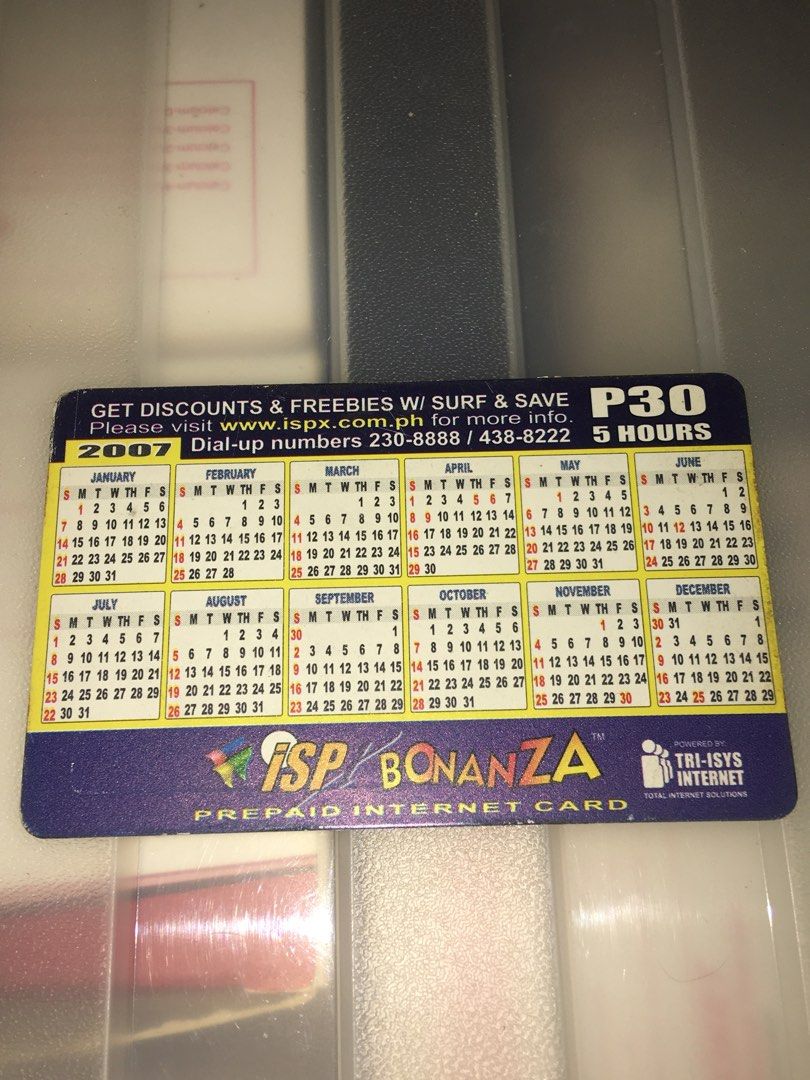 GET DISCOUNTS & FREEBIES W/ SURF & SAVE
Please visit www.ispx.com.ph for more info.
Dial-up numbers 230-8888 / 438-8222
P30
5 HOURS
2007
JANUARY
S M T W TH F S
1 2 3 4 5 6
7 8 9 10 11 12 13
14 15 16 17 18 19 20
21 22 23 24 25 26 27
28 29 30 31
FEBRUARY
S M T W TH F S
1 2 3
4 5 6 7 8 9 10
11 12 13 14 15 16 17
18 19 20 21 22 23 24
25 26 27 28
MARCH
S M T W TH F S
1 2 3
4 5 6 7 8 9 10
11 12 13 14 15 16 17
18 19 20 21 22 23 24
25 26 27 28 29 30 31
APRIL
S M T W TH F S
1 2 3 4 5 6 7
8 9 10 11 12 13 14
16 17 18 19 20 21
15 23 24 25 26 27 28
29 30
MAY
S M T W TH F S
1 2 3 4 5
6 7 8 9 10 11 12
13 14 15 16 17 18 19
20 21 22 23 24 25 26
27 28 29 30 31
JUNE
S M T W TH F S
1 2
3 4 5 6 7 8 9
10 11 12 13 14 15 16
17 18 19 20 21 22 23
24 25 26 27 28 29 30
JULY
S M T W TH F S
1 2 3 4 5 6 7
8 9 10 11 12 13 14
15 16 17 18 19 20 21
23 24 25 26 27 28 29
22 30 31
AUGUST
S M T W TH F S
1 2 3 4
5 6 7 8 9 10 11
12 13 14 15 16 17 18
19 20 21 22 23 24 25
26 27 28 29 30 31
SEPTEMBER
S M T W TH F S
30 1
2 3 4 5 6 7 8
9 10 11 12 13 14 15
16 17 18 19 20 21 22
23 24 25 26 27 28 29
OCTOBER
S M T W TH F S
1 2 3 4 5 6
7 8 9 10 11 12 13
14 15 16 17 18 19 20
21 22 23 24 25 26 27
28 29 30 31
NOVEMBER
S M T W TH F S
1 2 3
4 5 6 7 8 9 10
11 12 13 14 15 16 17
18 19 20 21 22 23 24
25 26 27 28 29 30
DECEMBER
S M T W TH F S
30 31 1
2 3 4 5 6 7 8
9 10 11 12 13 14 15
16 17 18 19 20 21 22
23 24 25 26 27 28 29
iSP BONANZA™
PREPAID INTERNET CARD
POWERED BY:
TRI-ISYS
INTERNET
TOTAL INTERNET SOLUTIONS